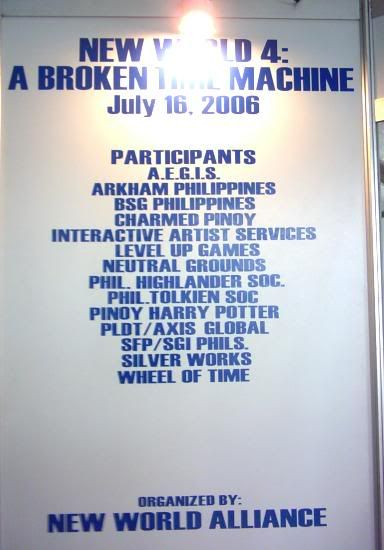 NEW WORLD 4:
A BROKEN TIME MACHINE
July 16, 2006
PARTICIPANTS
A.E.G.I.S.
ARKHAM PHILIPPINES
BSG PHILIPPINES
CHARMED PINOY
INTERACTIVE ARTIST SERVICES
LEVEL UP GAMES
NEUTRAL GROUNDS
PHIL. HIGHLANDER SOC.
PHIL.TOLKIEN SOC
PINOY HARRY POTTER
PLDT/AXIS GLOBAL
SFP/SGI PHILS.
SILVER WORKS
WHEEL OF TIME
ORGANIZED BY:
NEW WORLD ALLIANCE